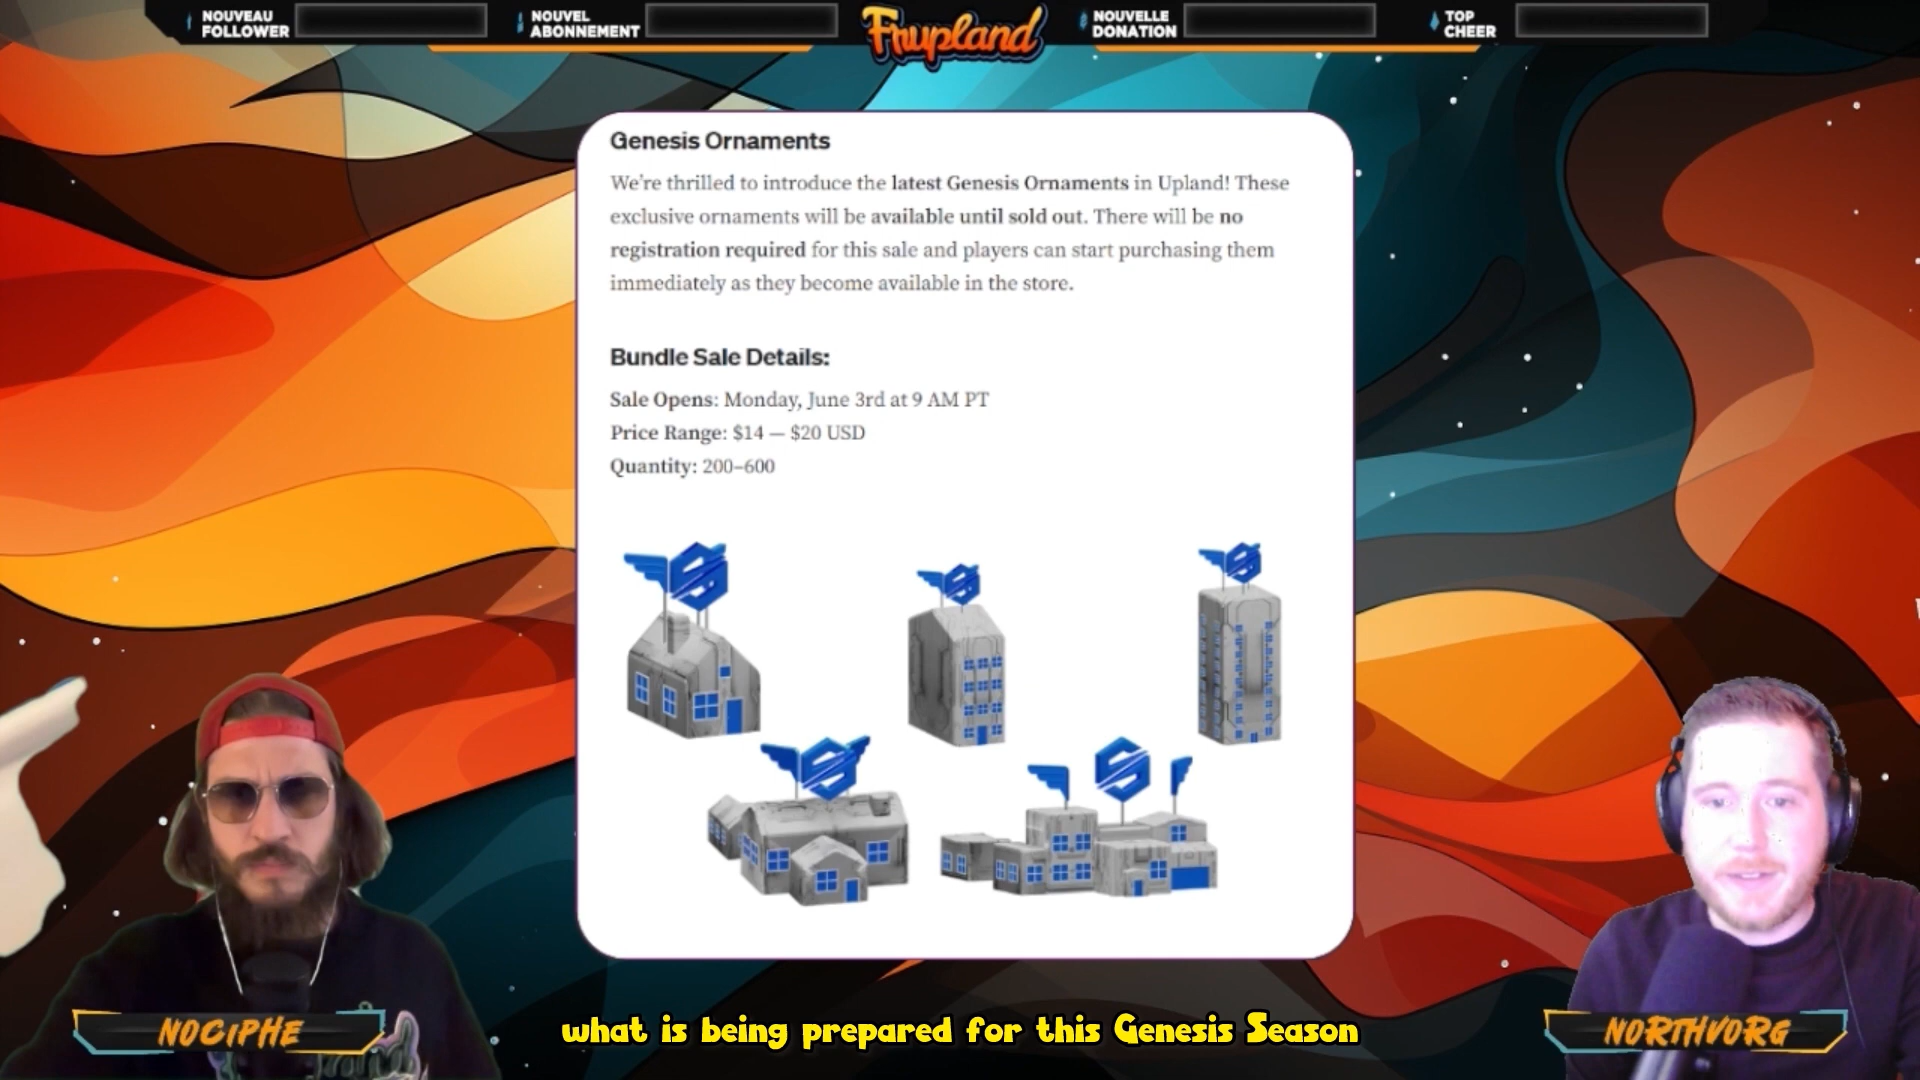 NOUVEAU
FOLLOWER
NOUVEL
ABONNEMENT
Frupland
NOUVELLE
DONATION
TOP
CHEER
Genesis Ornaments
We're thrilled to introduce the latest Genesis Ornaments in Upland! These
exclusive ornaments will be available until sold out. There will be no
registration required for this sale and players can start purchasing them
immediately as they become available in the store.
Bundle Sale Details:
Sale Opens: Monday, June 3rd at 9 AM PT
Price Range: $14 — $20 USD
Quantity: 200–600
NOCIPHE
NORTHVORG
what is being prepared for this Genesis Season